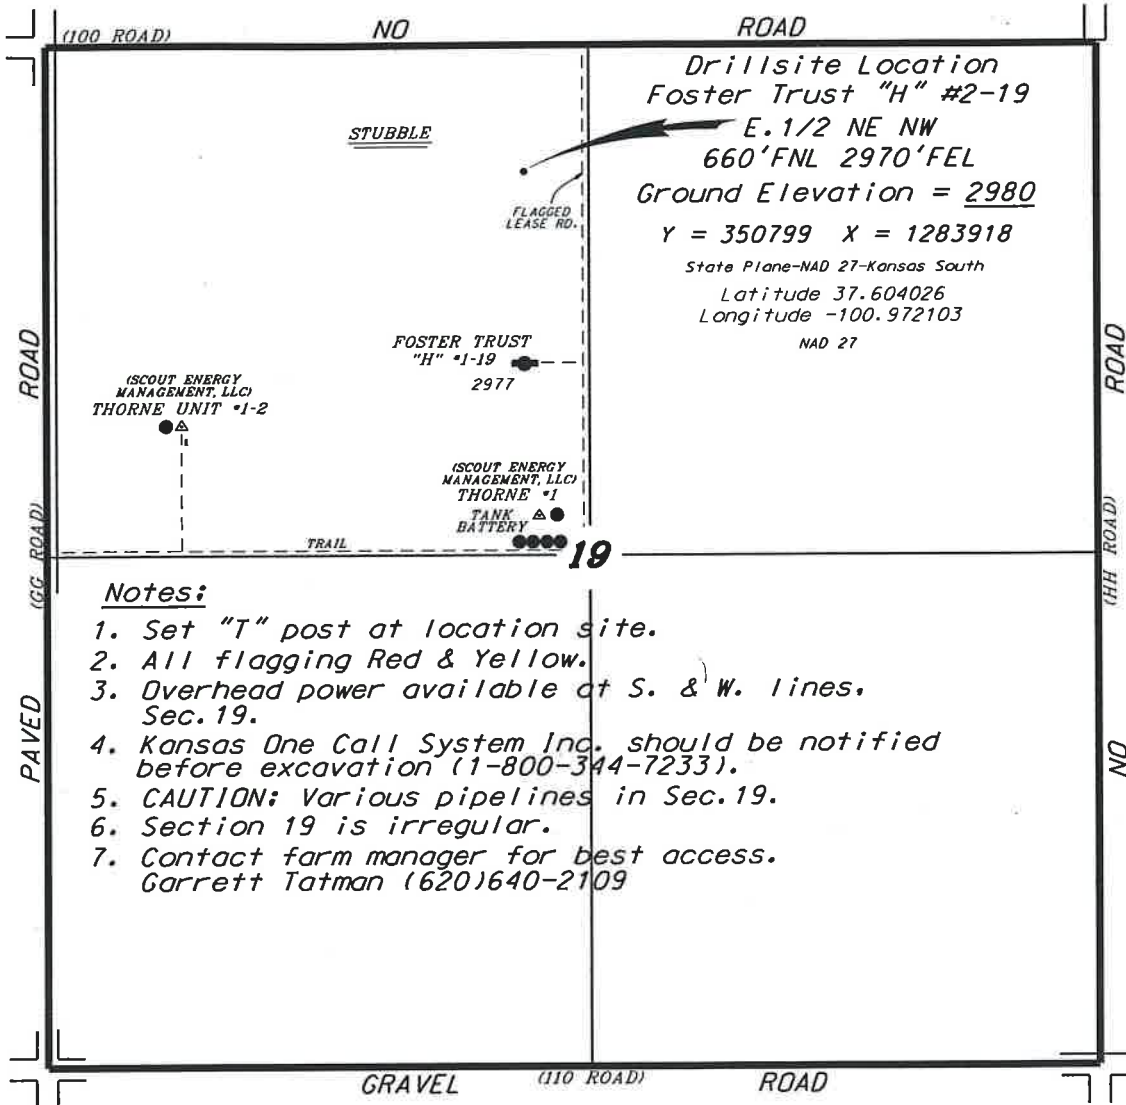 (100 ROAD) NO ROAD
Drillsite Location
Foster Trust "H" #2-19
E.1/2 NE NW
660'FNL 2970'FEL
Ground Elevation = 2980
Y = 350799 X = 1283918
State Plane-NAD 27-Kansas South
Latitude 37.604026
Longitude -100.972103
NAD 27
STUBBLE
FLAGGED
LEASE RD.
FOSTER TRUST
"H" #1-19
2977
(SCOUT ENERGY
MANAGEMENT, LLC)
THORNE UNIT #1-2
(SCOUT ENERGY
MANAGEMENT, LLC)
THORNE #1
TANK
BATTERY
TRAIL
19
PAVED (GG ROAD) ROAD
NO (HH ROAD) ROAD
Notes:
1. Set "T" post at location site.
2. All flagging Red & Yellow.
3. Overhead power available at S. & W. lines.
Sec.19.
4. Kansas One Call System Inc. should be notified
before excavation (1-800-344-7233).
5. CAUTION: Various pipelines in Sec.19.
6. Section 19 is irregular.
7. Contact farm manager for best access.
Garrett Tatman (620)640-2109
GRAVEL (110 ROAD) ROAD